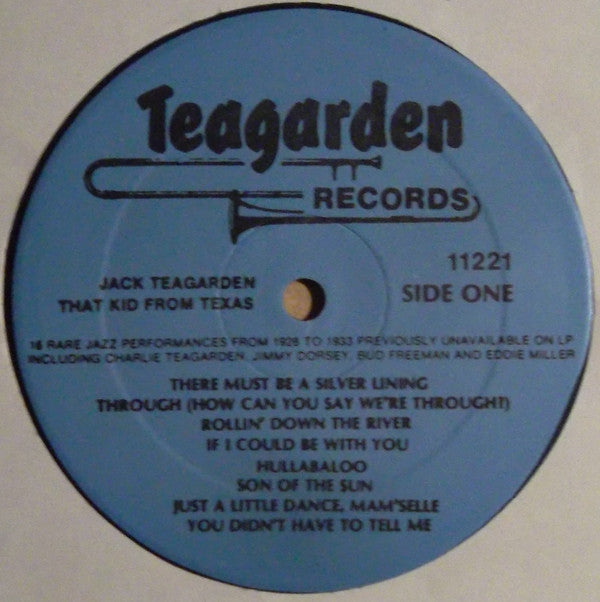 Teagarden
RECORDS
11221
SIDE ONE
JACK TEAGARDEN
THAT KID FROM TEXAS
16 RARE JAZZ PERFORMANCES FROM 1928 TO 1933 PREVIOUSLY UNAVAILABLE ON LP
INCLUDING CHARLIE TEAGARDEN, JIMMY DORSEY, BUD FREEMAN AND EDDIE MILLER
THERE MUST BE A SILVER LINING
THROUGH (HOW CAN YOU SAY WE'RE THROUGH?)
ROLLIN' DOWN THE RIVER
IF I COULD BE WITH YOU
HULLABALOO
SON OF THE SUN
JUST A LITTLE DANCE, MAM'SELLE
YOU DIDN'T HAVE TO TELL ME